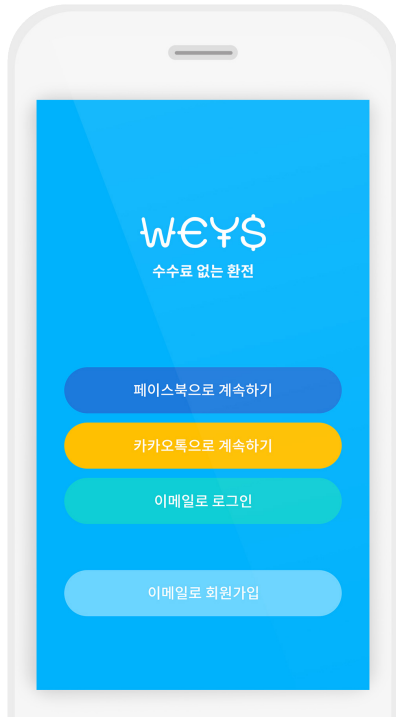 WEYS
수수료 없는 환전
페이스북으로 계속하기
카카오톡으로 계속하기
이메일로 로그인
이메일로 회원가입